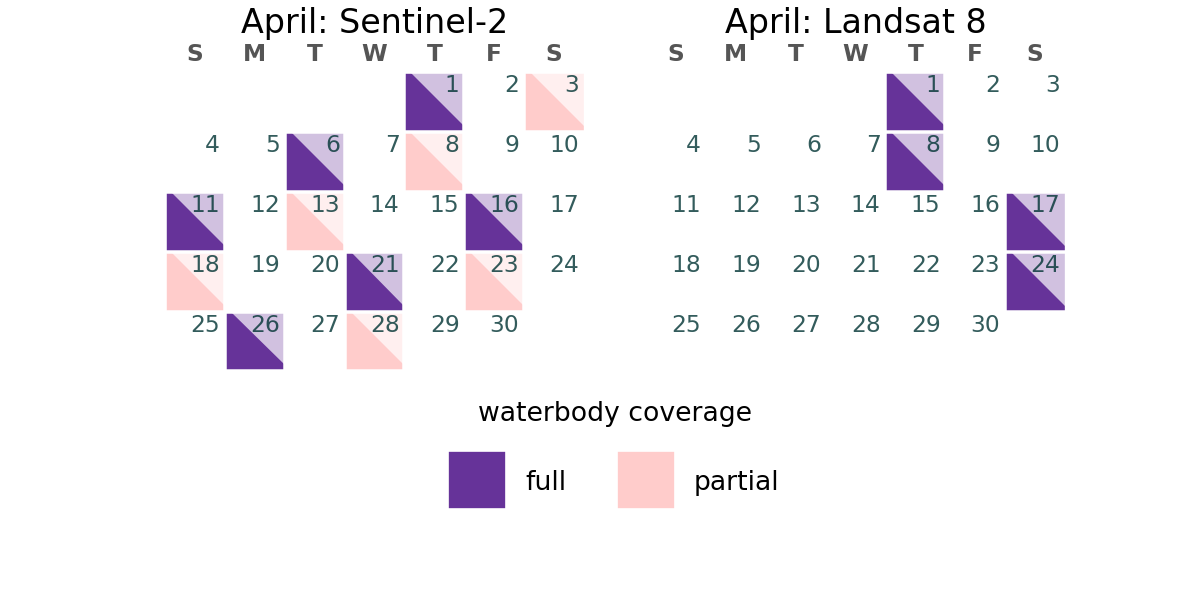 April: Sentinel-2
S M T W T F S
1 2 3
4 5 6 7 8 9 10
11 12 13 14 15 16 17
18 19 20 21 22 23 24
25 26 27 28 29 30
April: Landsat 8
S M T W T F S
1 2 3
4 5 6 7 8 9 10
11 12 13 14 15 16 17
18 19 20 21 22 23 24
25 26 27 28 29 30
waterbody coverage
full
partial